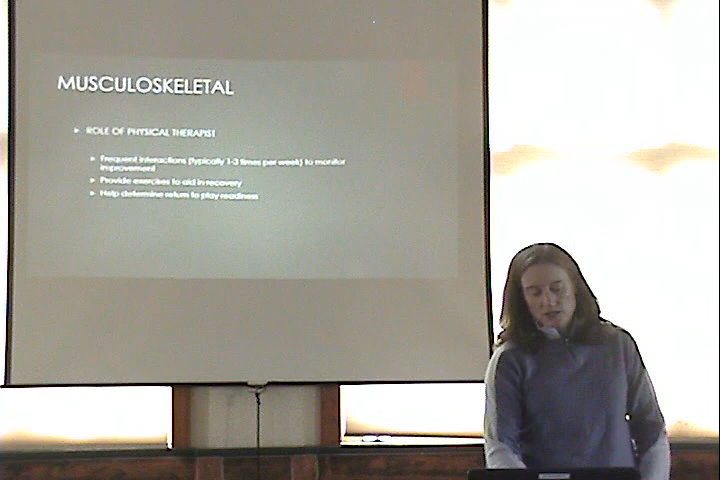 MUSCULOSKELETAL
ROLE OF PHYSICAL THERAPIST
Frequent interactions (typically 1-3 times per week) to monitor
improvement
Provide exercises to aid in recovery
Help determine return to play readiness